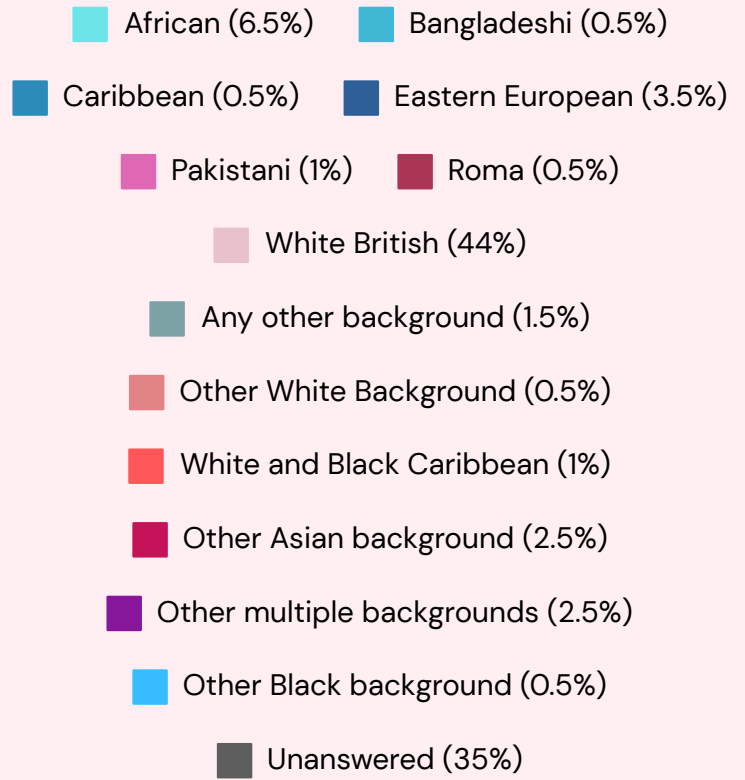 African (6.5%) Bangladeshi (0.5%)
Caribbean (0.5%) Eastern European (3.5%)
Pakistani (1%) Roma (0.5%)
White British (44%)
Any other background (1.5%)
Other White Background (0.5%)
White and Black Caribbean (1%)
Other Asian background (2.5%)
Other multiple backgrounds (2.5%)
Other Black background (0.5%)
Unanswered (35%)